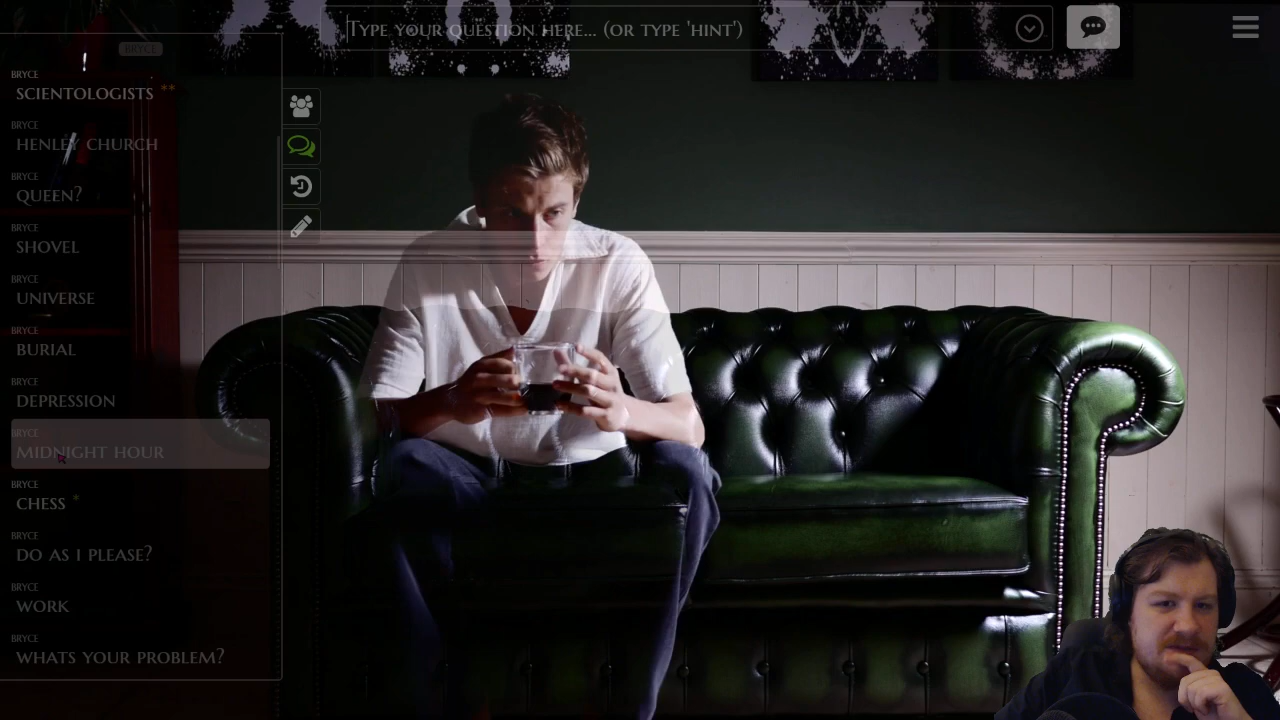 Type your question here... (or type 'hint')
BRYCE
BRYCE
SCIENTOLOGISTS **
BRYCE
HENLEY CHURCH
BRYCE
QUEEN?
BRYCE
SHOVEL
BRYCE
UNIVERSE
BRYCE
BURIAL
BRYCE
DEPRESSION
BRYCE
MIDNIGHT HOUR
BRYCE
CHESS *
BRYCE
DO AS I PLEASE?
BRYCE
WORK
BRYCE
WHATS YOUR PROBLEM?